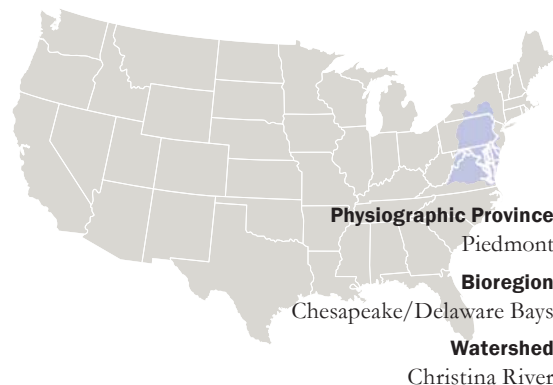 Physiographic Province
Piedmont
Bioregion
Chesapeake/Delaware Bays
Watershed
Christina River